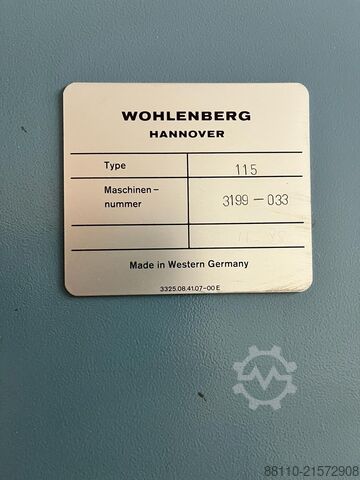 WOHLENBERG
HANNOVER
Type 115
Maschinen-
nummer 3199-033
Made in Western Germany
3325.08.41.07-00 E
88110-21572908